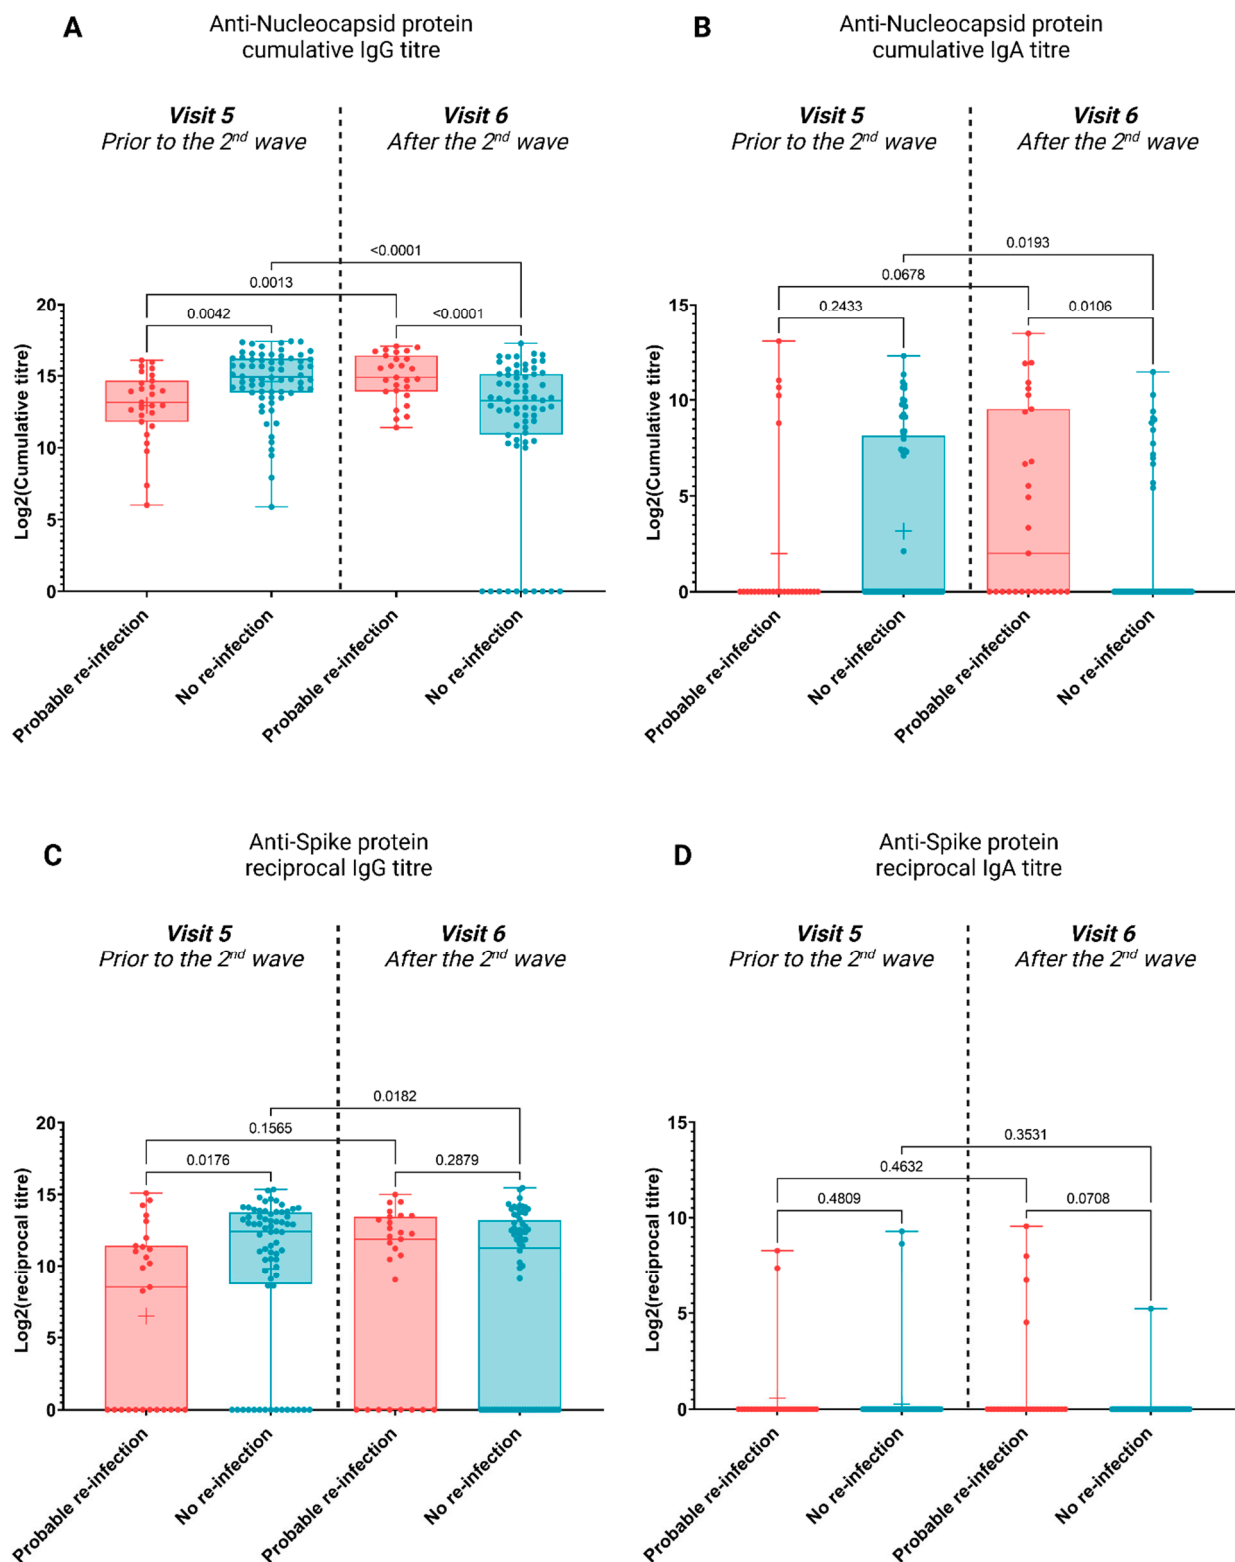 A
Anti-Nucleocapsid protein
cumulative IgG titre
Visit 5
Prior to the 2nd wave
Visit 6
After the 2nd wave
<0.0001
0.0013
0.0042
<0.0001
Log2(Cumulative titre)
20
15
10
5
0
Probable re-infection
No re-infection
Probable re-infection
No re-infection
B
Anti-Nucleocapsid protein
cumulative IgA titre
Visit 5
Prior to the 2nd wave
Visit 6
After the 2nd wave
0.0193
0.0678
0.2433
0.0106
Log2(Cumulative titre)
15
10
5
0
Probable re-infection
No re-infection
Probable re-infection
No re-infection
C
Anti-Spike protein
reciprocal IgG titre
Visit 5
Prior to the 2nd wave
Visit 6
After the 2nd wave
0.0182
0.1565
0.0176
0.2879
Log2(reciprocal titre)
20
15
10
5
0
Probable re-infection
No re-infection
Probable re-infection
No re-infection
D
Anti-Spike protein
reciprocal IgA titre
Visit 5
Prior to the 2nd wave
Visit 6
After the 2nd wave
0.3531
0.4632
0.4809
0.0708
Log2(reciprocal titre)
15
10
5
0
Probable re-infection
No re-infection
Probable re-infection
No re-infection